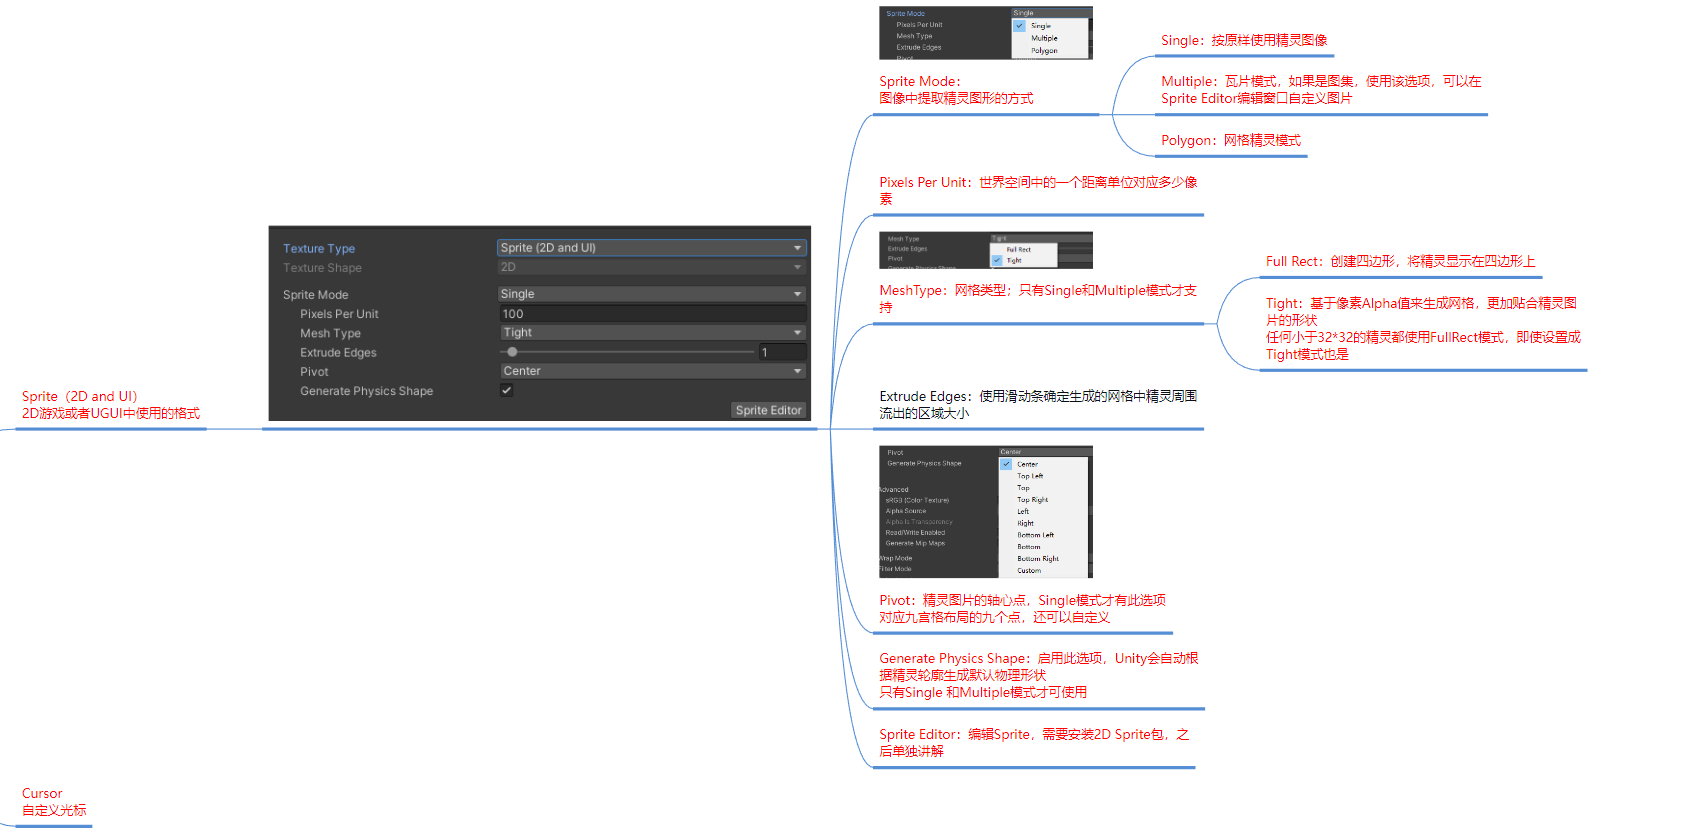 Sprite（2D and UI）
2D游戏或者UGUI中使用的格式
Texture Type
Sprite (2D and UI)
Texture Shape
2D
Sprite Mode
Single
Pixels Per Unit
100
Mesh Type
Tight
Extrude Edges
1
Pivot
Center
Generate Physics Shape
Sprite Editor
Sprite Mode
Single
Pixels Per Unit
Mesh Type
Extrude Edges
Pivot
Single
Multiple
Polygon
Sprite Mode：
图像中提取精灵图形的方式
Single：按原样使用精灵图像
Multiple：瓦片模式，如果是图集，使用该选项，可以在
Sprite Editor编辑窗口自定义图片
Polygon：网格精灵模式
Pixels Per Unit：世界空间中的一个距离单位对应多少像
素
Mesh Type
Tight
Extrude Edges
Pivot
Generate Physics Shape
Full Rect
Tight
MeshType：网格类型；只有Single和Multiple模式才支
持
Full Rect：创建四边形，将精灵显示在四边形上
Tight：基于像素Alpha值来生成网格，更加贴合精灵图
片的形状
任何小于32*32的精灵都使用FullRect模式，即使设置成
Tight模式也是
Extrude Edges：使用滑动条确定生成的网格中精灵周围
流出的区域大小
Pivot
Center
Generate Physics Shape
Advanced
sRGB (Color Texture)
Alpha Source
Alpha Is Transparency
Read/Write Enabled
Generate Mip Maps
Wrap Mode
Filter Mode
Center
Top Left
Top
Top Right
Left
Right
Bottom Left
Bottom
Bottom Right
Custom
Pivot：精灵图片的轴心点，Single模式才有此选项
对应九宫格布局的九个点，还可以自定义
Generate Physics Shape：启用此选项，Unity会自动根
据精灵轮廓生成默认物理形状
只有Single 和Multiple模式才可使用
Sprite Editor：编辑Sprite，需要安装2D Sprite包，之
后单独讲解
Cursor
自定义光标